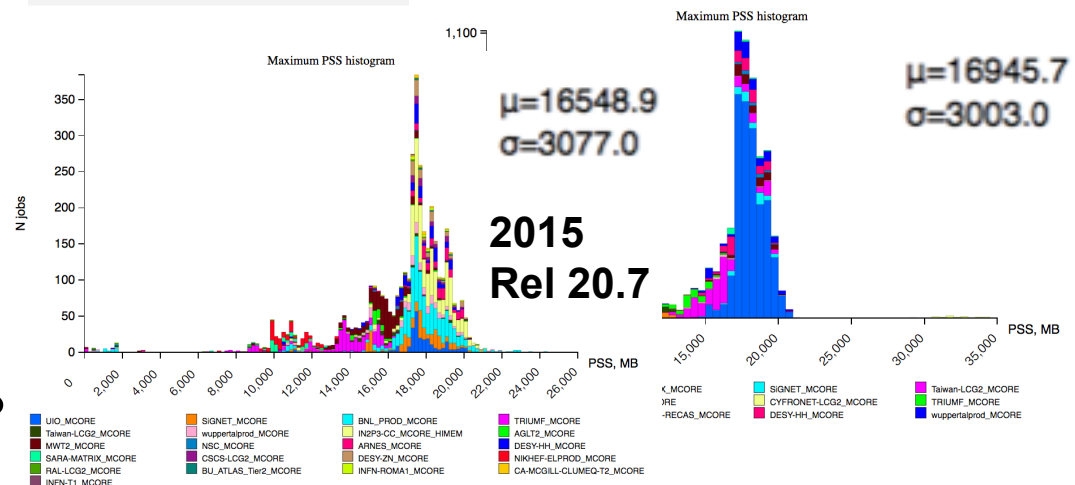 Maximum PSS histogram
1,100
Maximum PSS histogram
μ=16548.9
σ=3077.0
μ=16945.7
σ=3003.0
2015
Rel 20.7
N jobs
350
300
250
200
150
100
50
0
0
2,000
4,000
6,000
8,000
10,000
12,000
14,000
16,000
18,000
20,000
22,000
24,000
26,000
PSS, MB
15,000
20,000
25,000
30,000
35,000
PSS, MB
UIO_MCORE
SiGNET_MCORE
BNL_PROD_MCORE
TRIUMF_MCORE
Taiwan-LCG2_MCORE
wuppertalprod_MCORE
IN2P3-CC_MCORE_HIMEM
AGLT2_MCORE
MWT2_MCORE
NSC_MCORE
ARNES_MCORE
DESY-HH_MCORE
SARA-MATRIX_MCORE
CSCS-LCG2_MCORE
DESY-ZN_MCORE
NIKHEF-ELPROD_MCORE
RAL-LCG2_MCORE
BU_ATLAS_Tier2_MCORE
INFN-ROMA1_MCORE
CA-MCGILL-CLUMEQ-T2_MCORE
INFN-T1_MCORE
_MCORE
SiGNET_MCORE
Taiwan-LCG2_MCORE
RE
CYFRONET-LCG2_MCORE
TRIUMF_MCORE
-RECAS_MCORE
DESY-HH_MCORE
wuppertalprod_MCORE